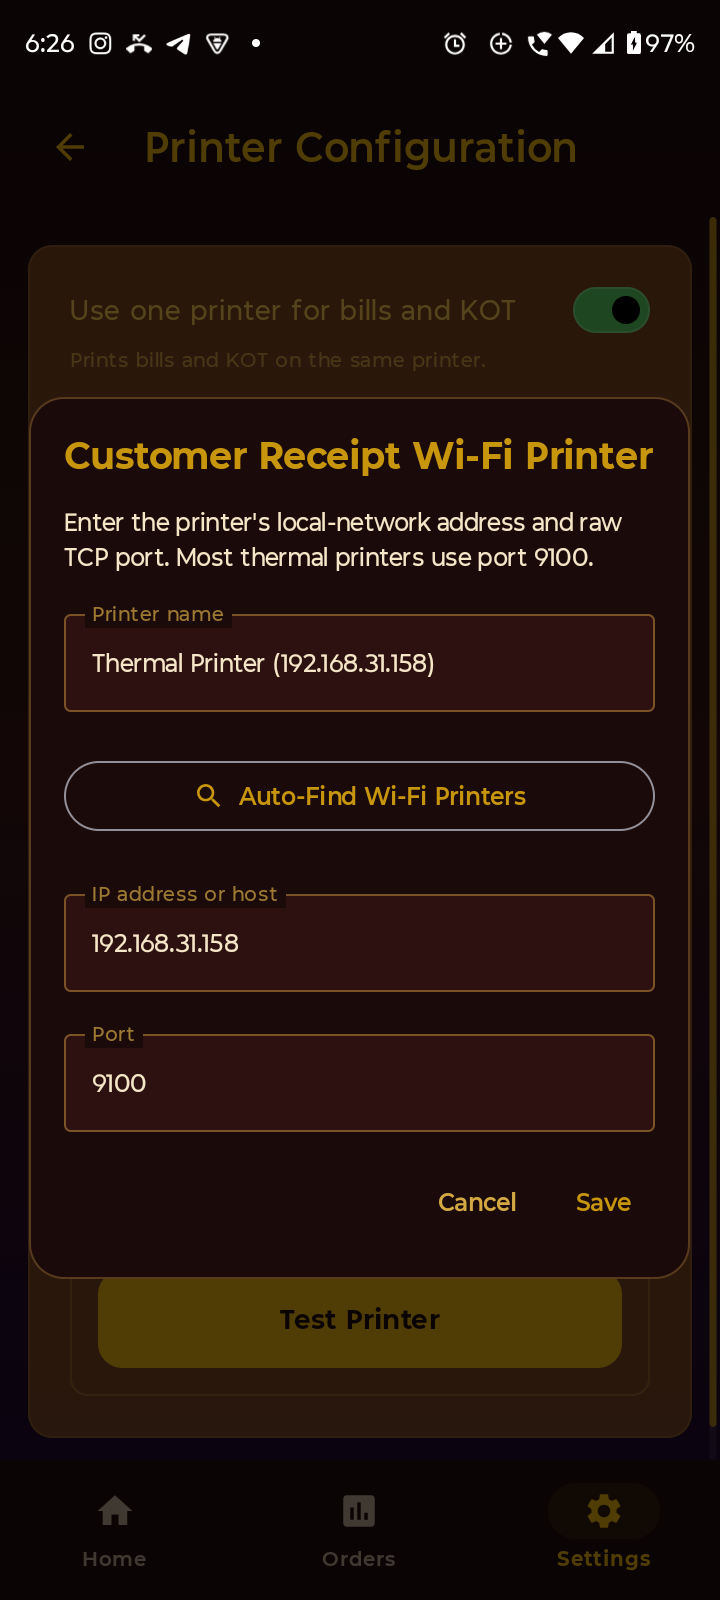 6:26
97%
Printer Configuration
Use one printer for bills and KOT
Prints bills and KOT on the same printer.
Customer Receipt Wi-Fi Printer
Enter the printer's local-network address and raw
TCP port. Most thermal printers use port 9100.
Printer name
Thermal Printer (192.168.31.158)
Auto-Find Wi-Fi Printers
IP address or host
192.168.31.158
Port
9100
Cancel Save
Test Printer
Home Orders Settings